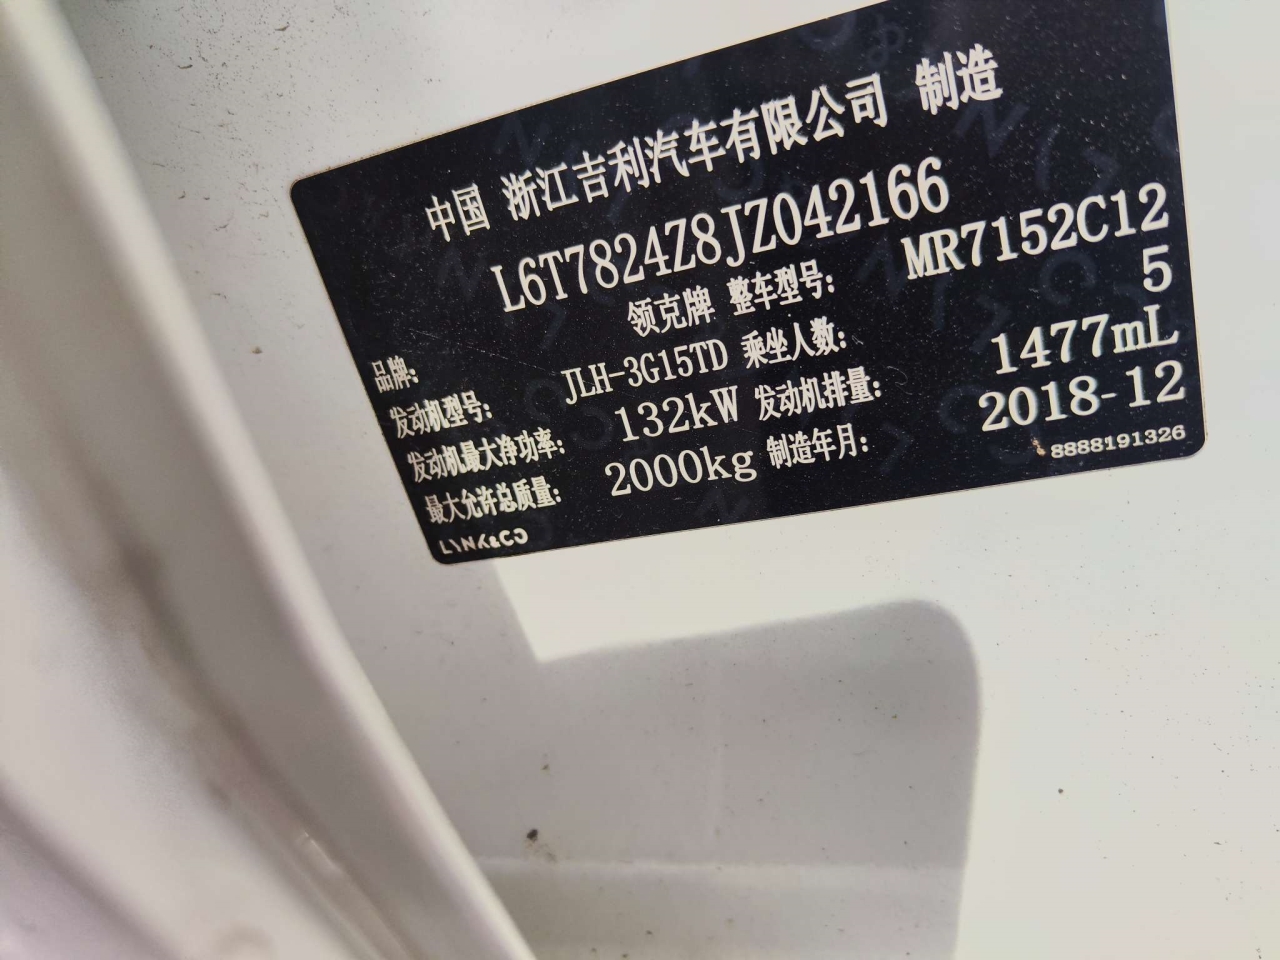 中国 浙江吉利汽车有限公司 制造
L6T7824Z8JZ042166
品牌: 领克牌 整车型号: MR7152C12
发动机型号: JLH-3G15TD 乘坐人数: 5
发动机最大净功率: 132kW 发动机排量: 1477mL
最大允许总质量: 2000kg 制造年月: 2018-12
LYNK&CO 8888191326